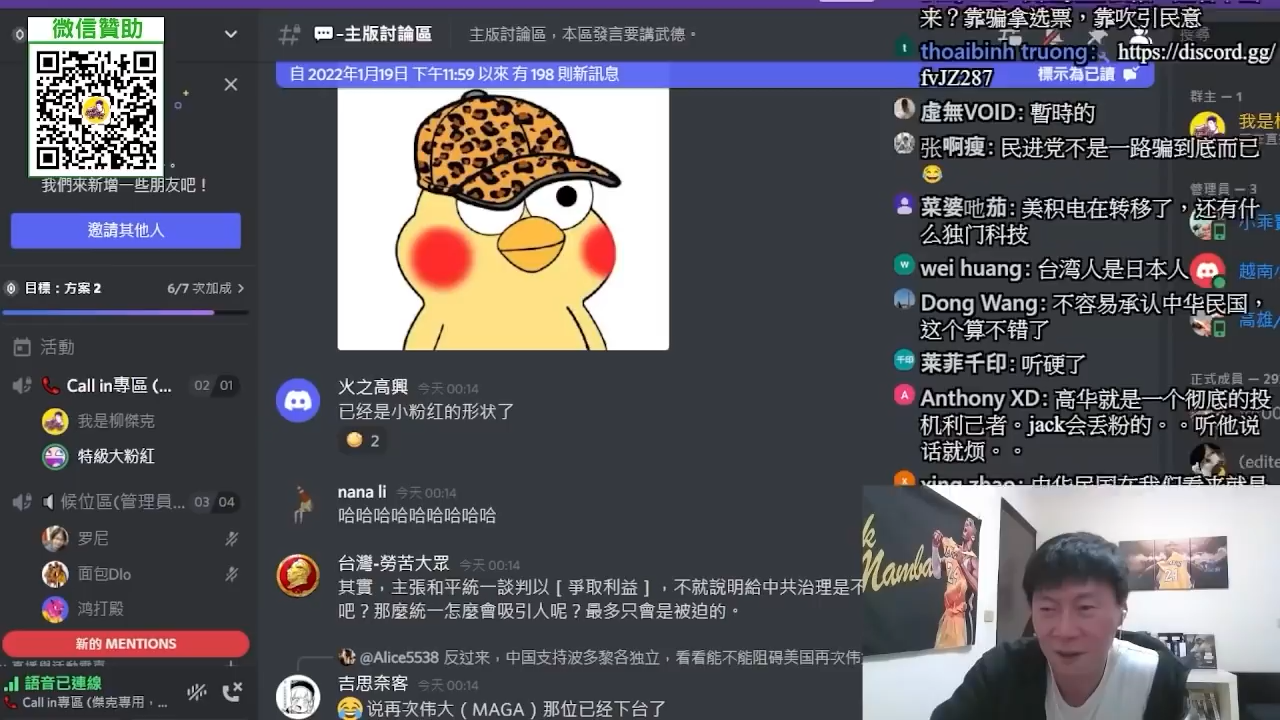 微信贊助
我們來新增一些朋友吧！
邀請其他人
目標：方案 2
6/7 次加成
活動
Call in專區 (...
02 01
我是柳傑克
特級大粉紅
候位區(管理員...
03 04
罗尼
面包Dlo
鸿打殿
新的 MENTIONS
語音已連線
Call in專區 (傑克專用，...
-主版討論區
主版討論區，本區發言要講武德。
自 2022年1月19日 下午11:59 以來 有 198 則新訊息
標示為已讀
火之高興 今天 00:14
已经是小粉红的形状了
2
nana li 今天 00:14
哈哈哈哈哈哈哈哈哈
台灣-勞苦大眾 今天 00:14
其實，主張和平統一談判以 [ 爭取利益 ] ，不就說明給中共治理是不
吧？那麼統一怎麼會吸引人呢？最多只會是被迫的。
@Alice5538 反过来，中国支持波多黎各独立，看看能不能阻碍美国再次伟
吉思奈客 今天 00:14
说再次伟大（MAGA）那位已经下台了
来？靠骗拿选票，靠吹引民意
thoaibinh truong: https://discord.gg/
fvJZ287
虛無VOID: 暫時的
张啊瘦: 民进党不是一路骗到底而已
菜婆吔茄: 美积电在转移了，还有什
么独门科技
wei huang: 台湾人是日本人
Dong Wang: 不容易承认中华民国，
这个算不错了
莱菲千印: 听硬了
Anthony XD: 高华就是一个彻底的投
机利己者。jack会丢粉的。。听他说
话就烦。。
搜尋
群主 — 1
我是
管理員 — 3
小乖
越南
高雄
正式成員 — 29
(edite
Mamba